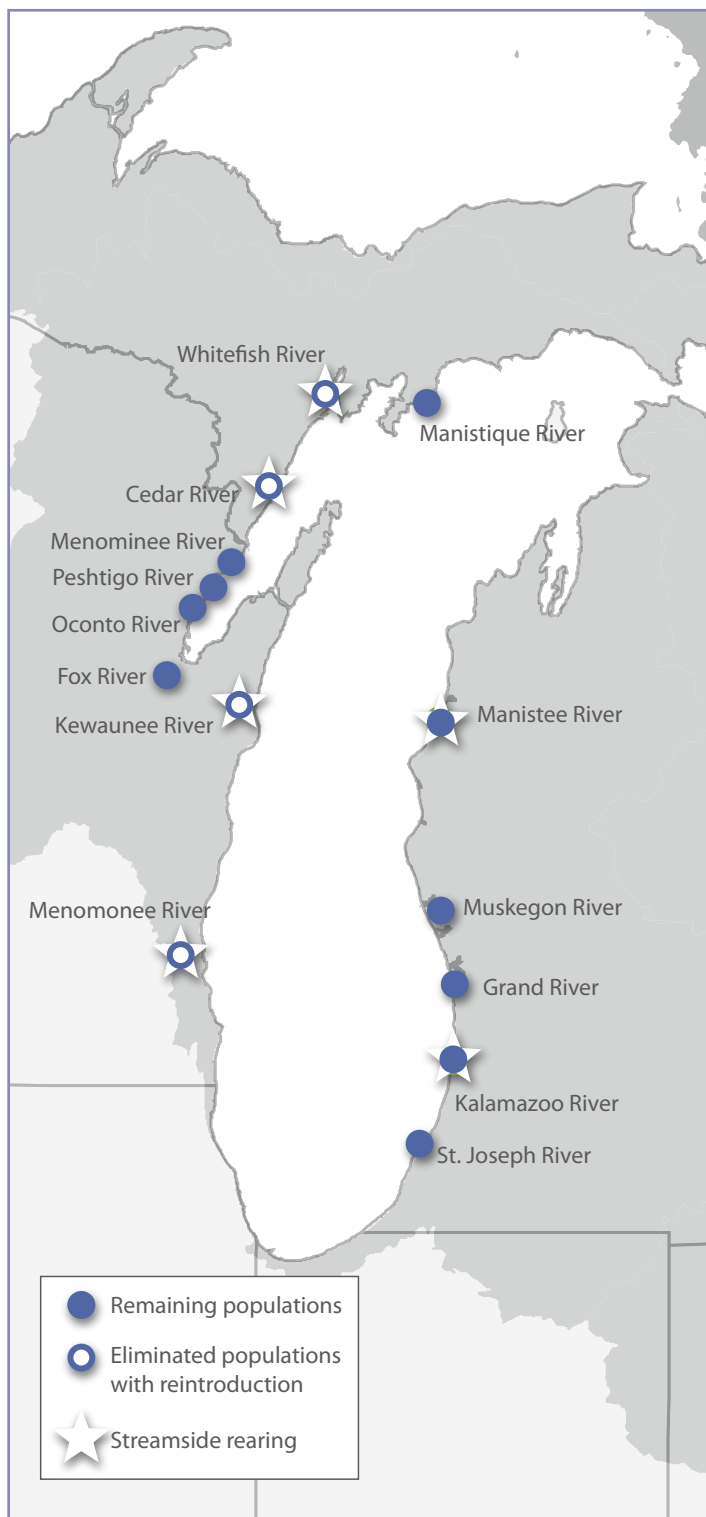 Whitefish River
Manistique River
Cedar River
Menominee River
Peshtigo River
Oconto River
Fox River
Kewaunee River
Manistee River
Menomonee River
Muskegon River
Grand River
Kalamazoo River
St. Joseph River
Remaining populations
Eliminated populations
with reintroduction
Streamside rearing